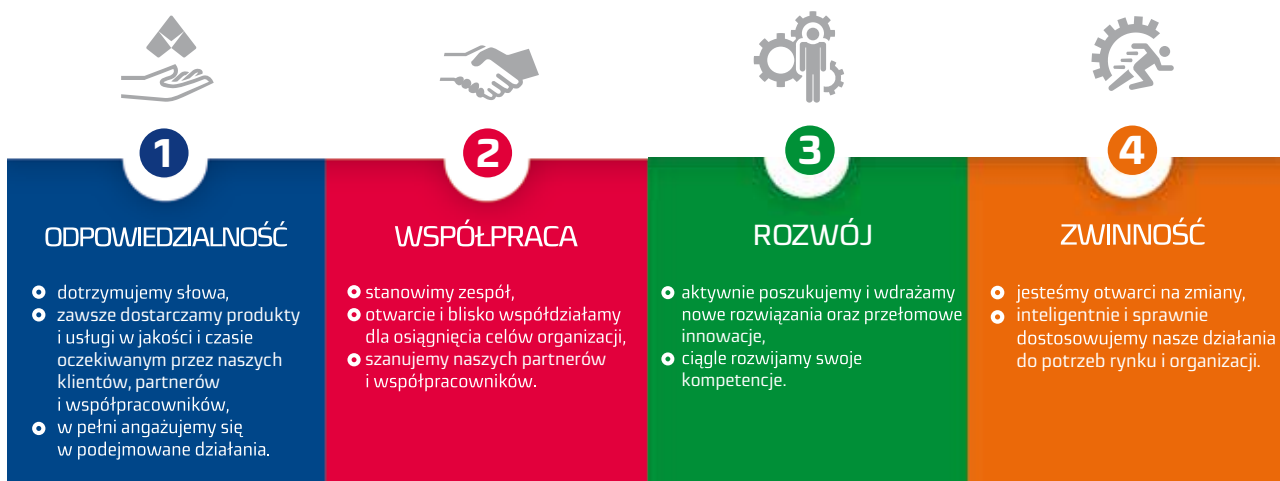 1
ODPOWIEDZIALNOŚĆ
dotrzymujemy słowa,
zawsze dostarczamy produkty
i usługi w jakości i czasie
oczekiwanym przez naszych
klientów, partnerów
i współpracowników,
w pełni angażujemy się
w podejmowane działania.
2
WSPÓŁPRACA
stanowimy zespół,
otwarcie i blisko współdziałamy
dla osiągnięcia celów organizacji,
szanujemy naszych partnerów
i współpracowników.
3
ROZWÓJ
aktywnie poszukujemy i wdrażamy
nowe rozwiązania oraz przełomowe
innowacje,
ciągle rozwijamy swoje
kompetencje.
4
ZWINNOŚĆ
jesteśmy otwarci na zmiany,
inteligentnie i sprawnie
dostosowujemy nasze działania
do potrzeb rynku i organizacji.